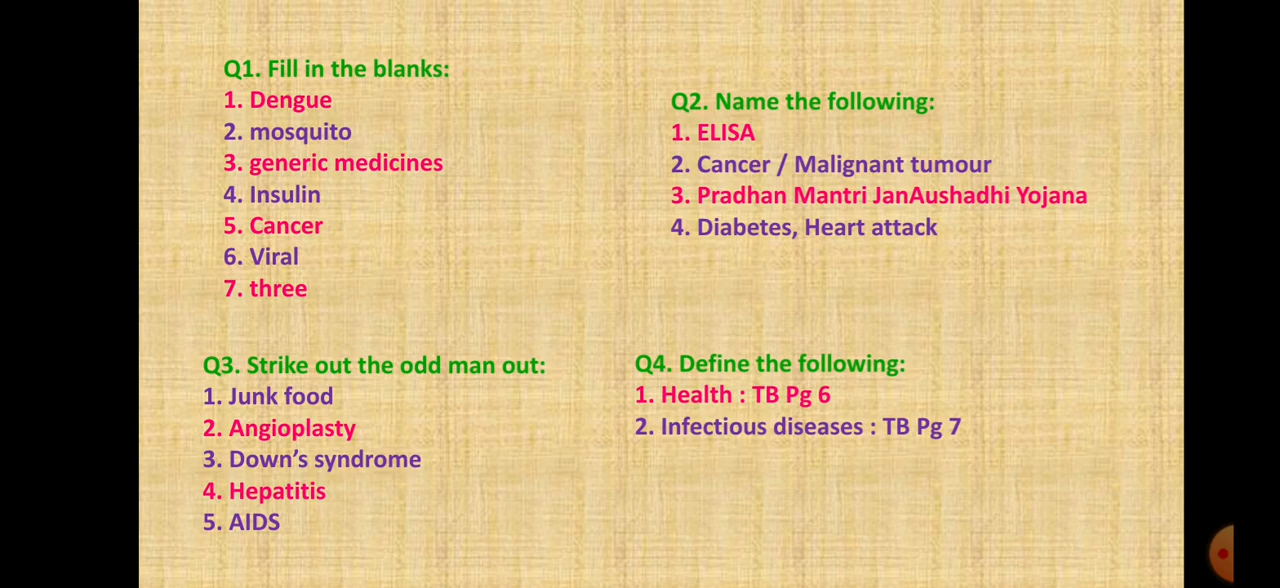 Q1. Fill in the blanks:
1. Dengue
2. mosquito
3. generic medicines
4. Insulin
5. Cancer
6. Viral
7. three
Q2. Name the following:
1. ELISA
2. Cancer / Malignant tumour
3. Pradhan Mantri JanAushadhi Yojana
4. Diabetes, Heart attack
Q3. Strike out the odd man out:
1. Junk food
2. Angioplasty
3. Down’s syndrome
4. Hepatitis
5. AIDS
Q4. Define the following:
1. Health : TB Pg 6
2. Infectious diseases : TB Pg 7